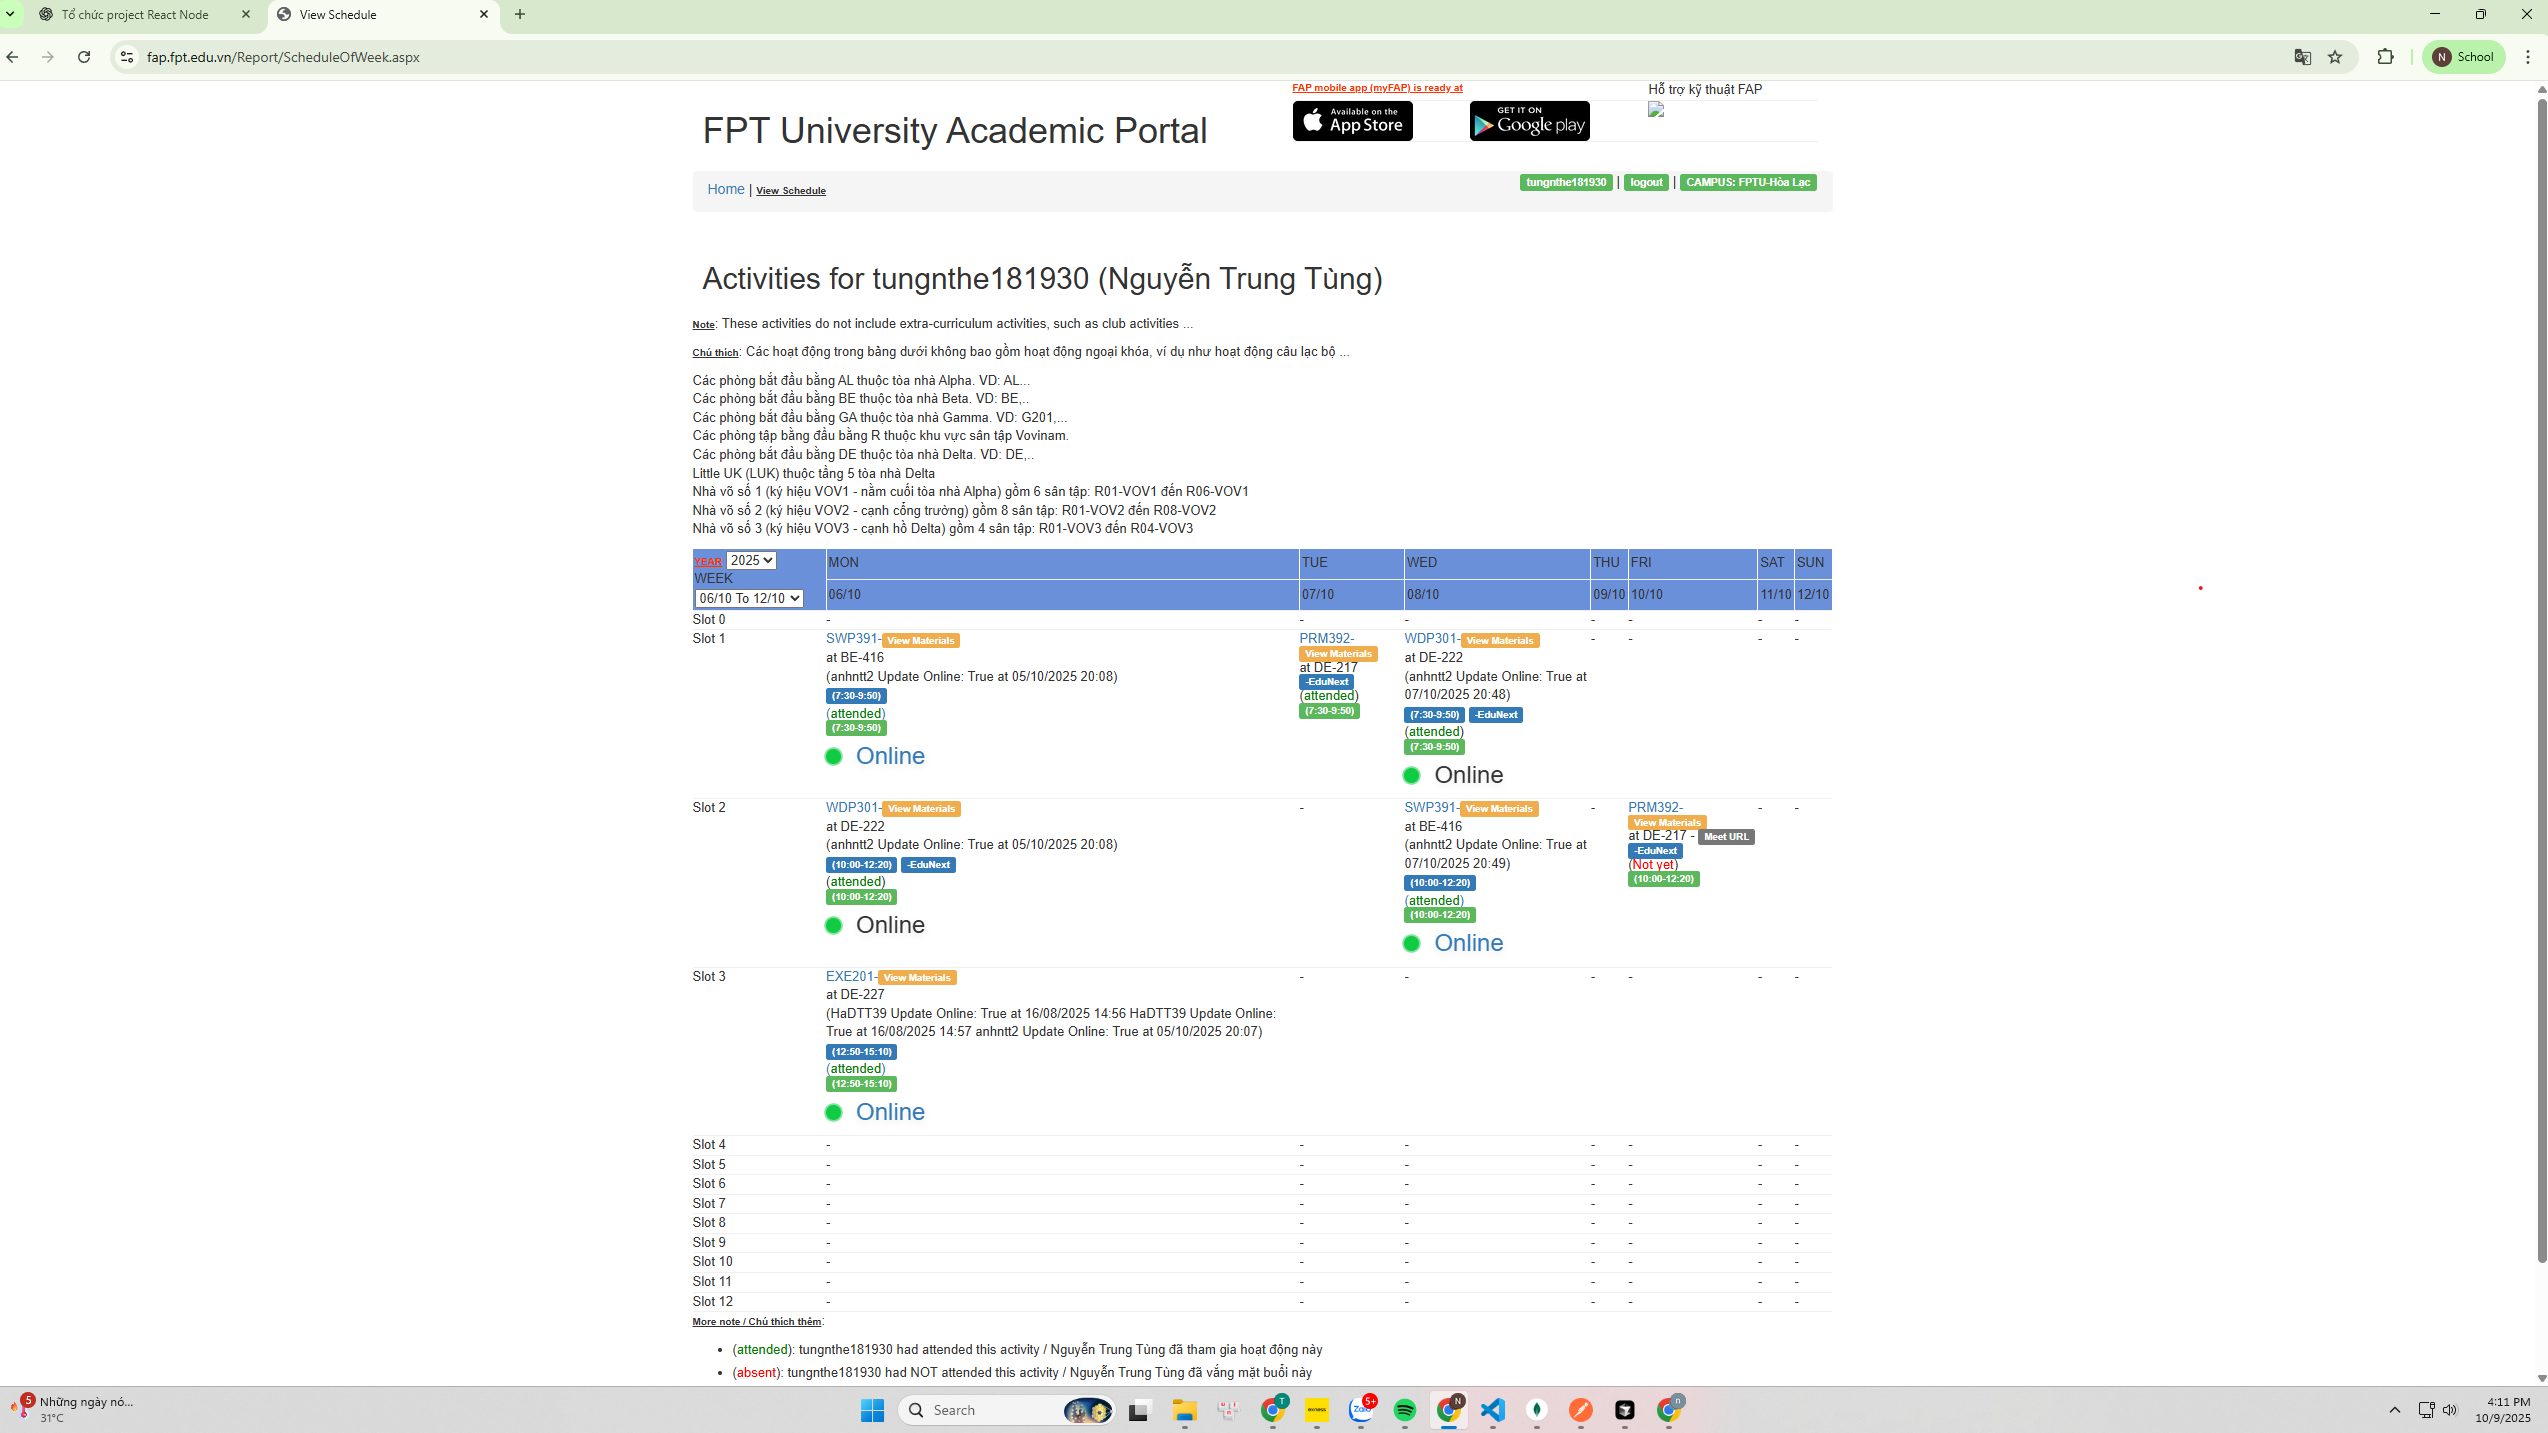 Tổ chức project React Node
View Schedule
fap.fpt.edu.vn/Report/ScheduleOfWeek.aspx
N School
FAP mobile app (myFAP) is ready at
Hỗ trợ kỹ thuật FAP
Available on the App Store
GET IT ON Google play
FPT University Academic Portal
Home | View Schedule
tungnthe181930 | logout | CAMPUS: FPTU-Hòa Lạc
Activities for tungnthe181930 (Nguyễn Trung Tùng)
Note: These activities do not include extra-curriculum activities, such as club activities ...
Chú thích: Các hoạt động trong bảng dưới không bao gồm hoạt động ngoại khóa, ví dụ như hoạt động câu lạc bộ ...
Các phòng bắt đầu bằng AL thuộc tòa nhà Alpha. VD: AL...
Các phòng bắt đầu bằng BE thuộc tòa nhà Beta. VD: BE,..
Các phòng bắt đầu bằng GA thuộc tòa nhà Gamma. VD: G201,...
Các phòng tập bằng đầu bằng R thuộc khu vực sân tập Vovinam.
Các phòng bắt đầu bằng DE thuộc tòa nhà Delta. VD: DE,..
Little UK (LUK) thuộc tầng 5 tòa nhà Delta
Nhà võ số 1 (ký hiệu VOV1 - nằm cuối tòa nhà Alpha) gồm 6 sân tập: R01-VOV1 đến R06-VOV1
Nhà võ số 2 (ký hiệu VOV2 - cạnh cổng trường) gồm 8 sân tập: R01-VOV2 đến R08-VOV2
Nhà võ số 3 (ký hiệu VOV3 - cạnh hồ Delta) gồm 4 sân tập: R01-VOV3 đến R04-VOV3
YEAR 2025
WEEK
06/10 To 12/10
MON TUE WED THU FRI SAT SUN
06/10 07/10 08/10 09/10 10/10 11/10 12/10
Slot 0 - - - - - - -
Slot 1
SWP391-View Materials
at BE-416
(anhntt2 Update Online: True at 05/10/2025 20:08)
(7:30-9:50)
(attended)
(7:30-9:50)
Online
PRM392-
View Materials
at DE-217
-EduNext
(attended)
(7:30-9:50)
WDP301-View Materials
at DE-222
(anhntt2 Update Online: True at
07/10/2025 20:48)
(7:30-9:50) -EduNext
(attended)
(7:30-9:50)
Online
- - - -
Slot 2
WDP301-View Materials
at DE-222
(anhntt2 Update Online: True at 05/10/2025 20:08)
(10:00-12:20) -EduNext
(attended)
(10:00-12:20)
Online
-
SWP391-View Materials
at BE-416
(anhntt2 Update Online: True at
07/10/2025 20:49)
(10:00-12:20)
(attended)
(10:00-12:20)
Online
-
PRM392-
View Materials
at DE-217 - Meet URL
-EduNext
(Not yet)
(10:00-12:20)
- -
Slot 3
EXE201-View Materials
at DE-227
(HaDTT39 Update Online: True at 16/08/2025 14:56 HaDTT39 Update Online:
True at 16/08/2025 14:57 anhntt2 Update Online: True at 05/10/2025 20:07)
(12:50-15:10)
(attended)
(12:50-15:10)
Online
- - - - - -
Slot 4 - - - - - - -
Slot 5 - - - - - - -
Slot 6 - - - - - - -
Slot 7 - - - - - - -
Slot 8 - - - - - - -
Slot 9 - - - - - - -
Slot 10 - - - - - - -
Slot 11 - - - - - - -
Slot 12 - - - - - - -
More note / Chú thích thêm:
• (attended): tungnthe181930 had attended this activity / Nguyễn Trung Tùng đã tham gia hoạt động này
• (absent): tungnthe181930 had NOT attended this activity / Nguyễn Trung Tùng đã vắng mặt buổi này
5
Những ngày nó...
31°C
Search
T
exness
Zalo
5+
N
n
4:11 PM
10/9/2025